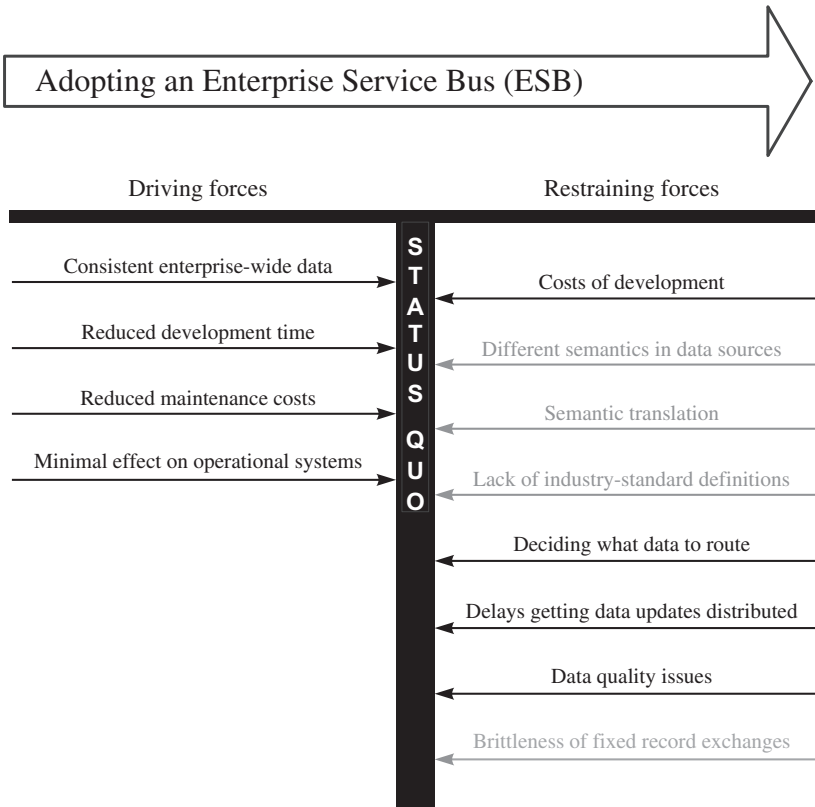 Adopting an Enterprise Service Bus (ESB)
Driving forces
Restraining forces
STATUS QUO
Consistent enterprise-wide data
Reduced development time
Reduced maintenance costs
Minimal effect on operational systems
Costs of development
Different semantics in data sources
Semantic translation
Lack of industry-standard definitions
Deciding what data to route
Delays getting data updates distributed
Data quality issues
Brittleness of fixed record exchanges